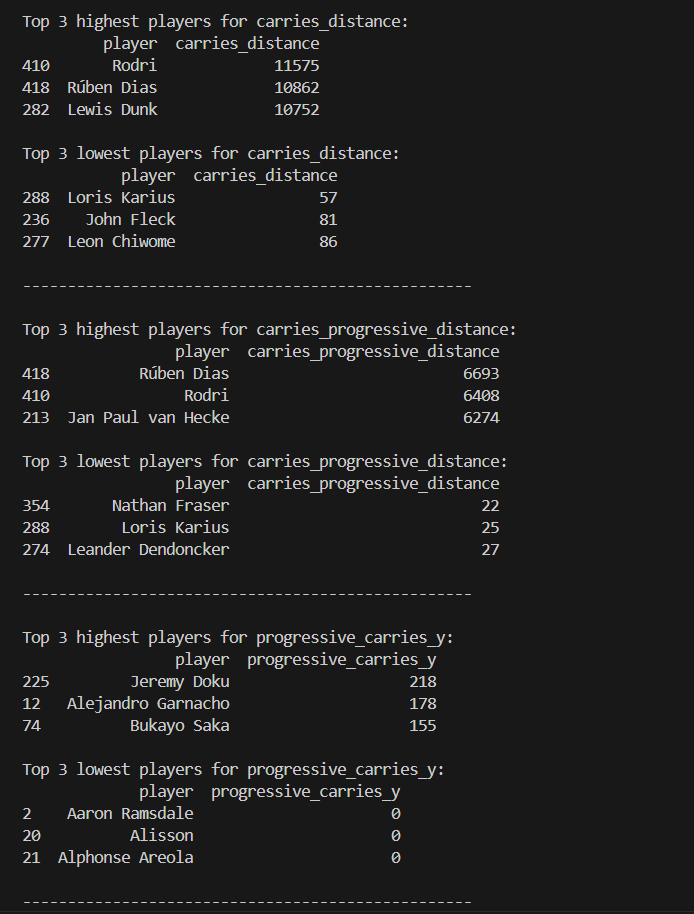 Top 3 highest players for carries_distance:
player carries_distance
410 Rodri 11575
418 Rúben Dias 10862
282 Lewis Dunk 10752
Top 3 lowest players for carries_distance:
player carries_distance
288 Loris Karius 57
236 John Fleck 81
277 Leon Chiwome 86
--------------------------------------------------
Top 3 highest players for carries_progressive_distance:
player carries_progressive_distance
418 Rúben Dias 6693
410 Rodri 6408
213 Jan Paul van Hecke 6274
Top 3 lowest players for carries_progressive_distance:
player carries_progressive_distance
354 Nathan Fraser 22
288 Loris Karius 25
274 Leander Dendoncker 27
--------------------------------------------------
Top 3 highest players for progressive_carries_y:
player progressive_carries_y
225 Jeremy Doku 218
12 Alejandro Garnacho 178
74 Bukayo Saka 155
Top 3 lowest players for progressive_carries_y:
player progressive_carries_y
2 Aaron Ramsdale 0
20 Alisson 0
21 Alphonse Areola 0
--------------------------------------------------